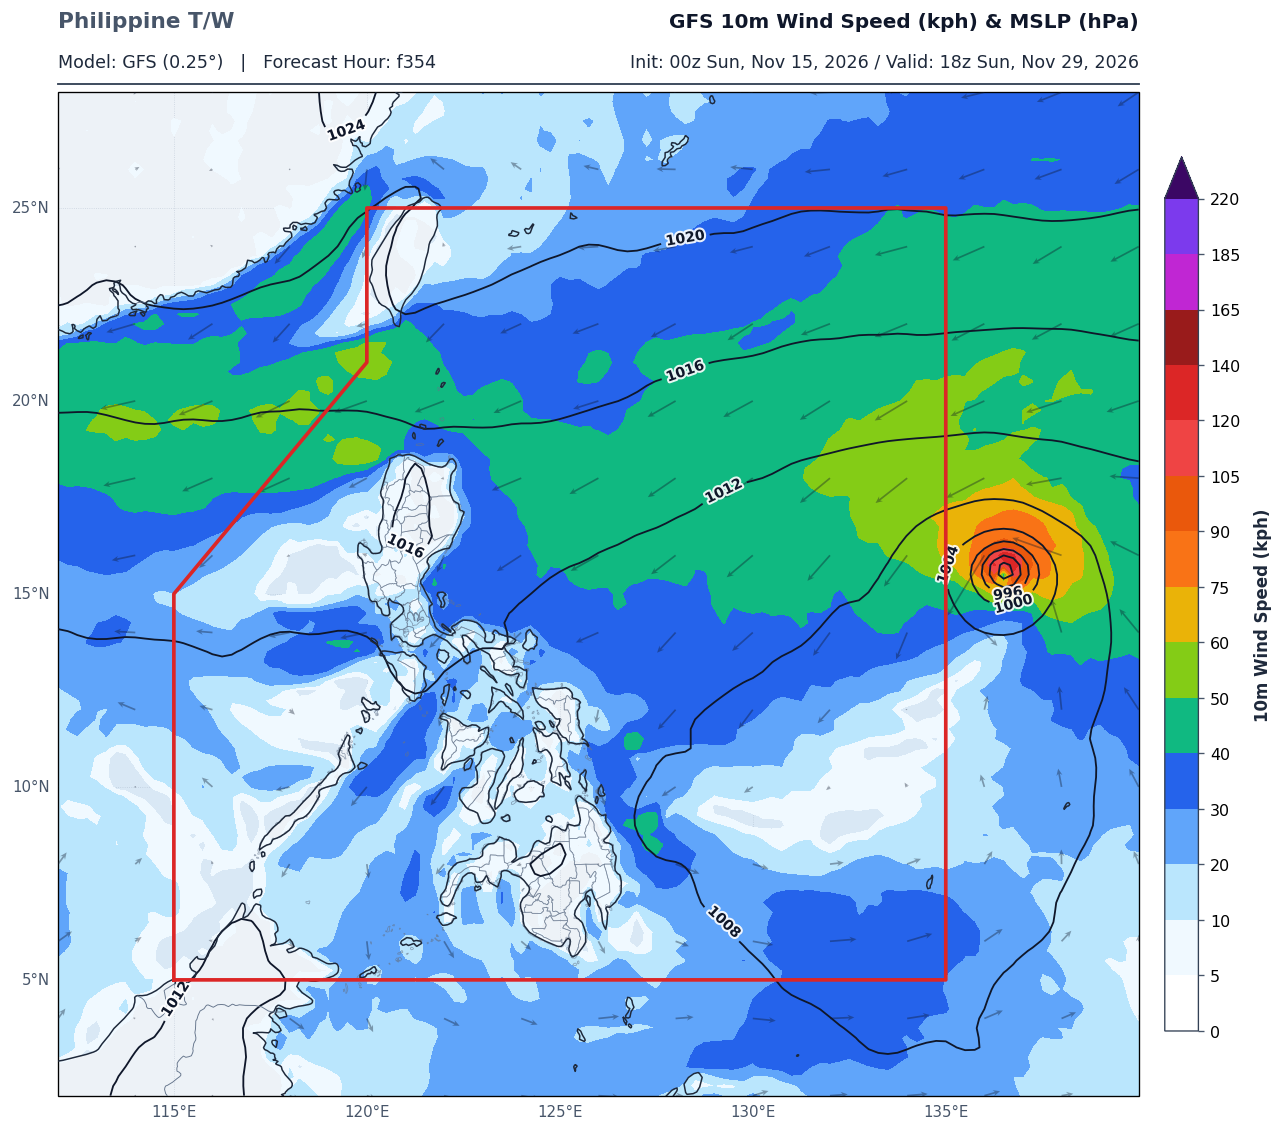 Philippine T/W
GFS 10m Wind Speed (kph) & MSLP (hPa)
Model: GFS (0.25°) | Forecast Hour: f354
Init: 00z Sun, Nov 15, 2026 / Valid: 18z Sun, Nov 29, 2026
1024
25°N
1020
1016
20°N
1012
1016
1004
15°N
996
1000
10°N
1008
5°N
1012
115°E
120°E
125°E
130°E
135°E
220
185
165
140
120
105
90
75
60
50
40
30
20
10
5
0
10m Wind Speed (kph)